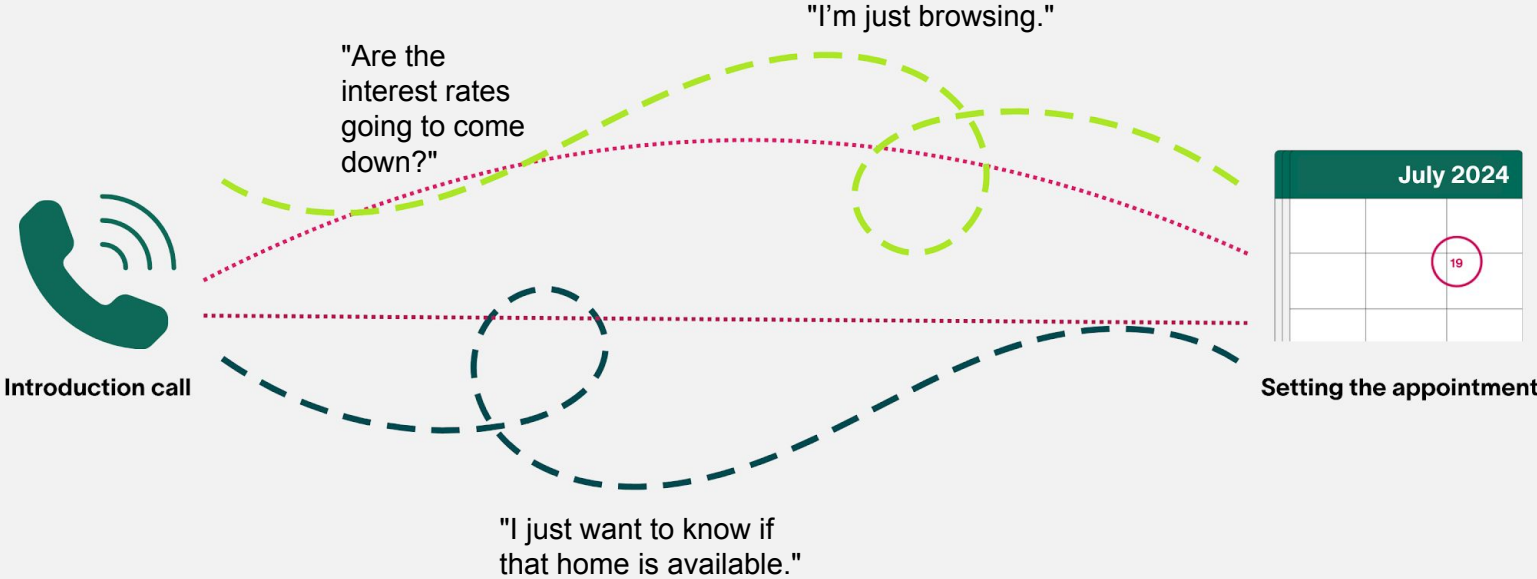 "I’m just browsing."
"Are the
interest rates
going to come
down?"
July 2024
19
Introduction call
Setting the appointment
"I just want to know if
that home is available."